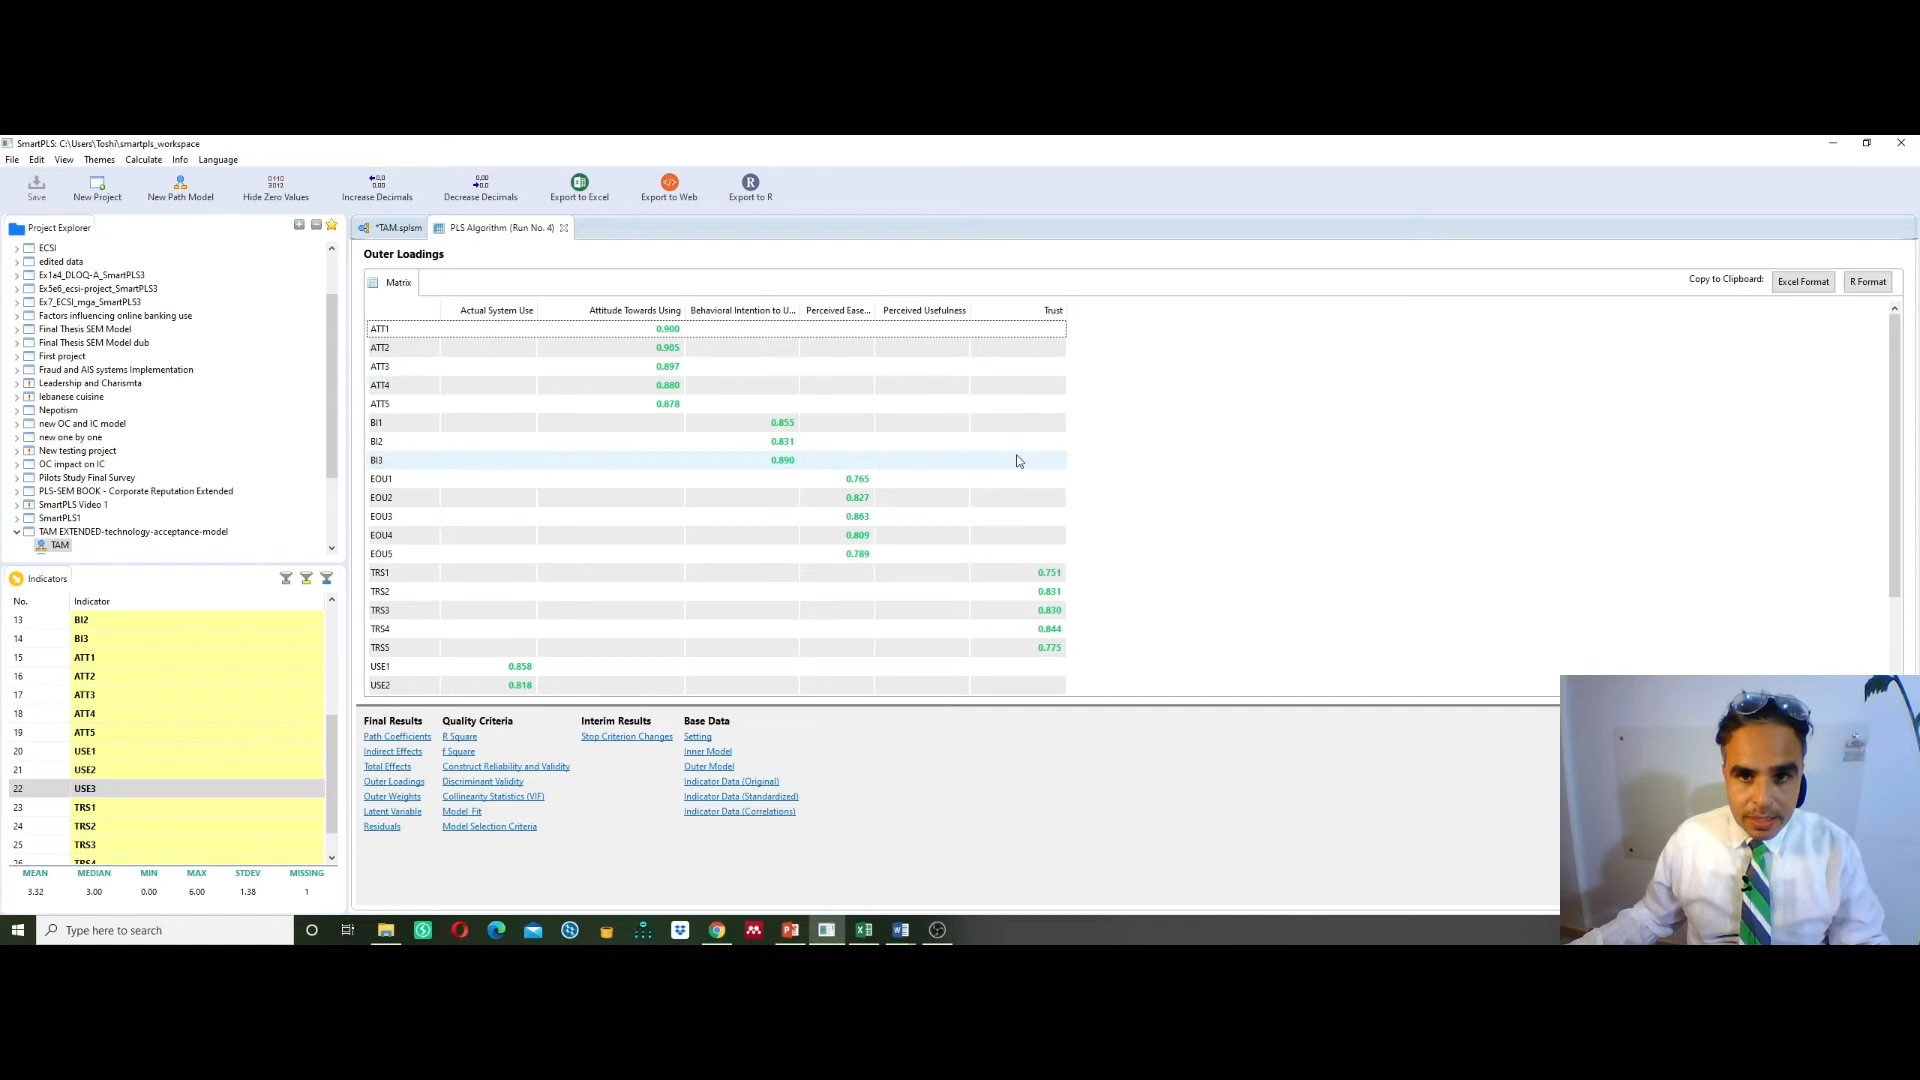 SmartPLS: C:\Users\Toshi\smartpls_workspace
File Edit View Themes Calculate Info Language
Save New Project New Path Model Hide Zero Values Increase Decimals Decrease Decimals Export to Excel Export to Web Export to R
Project Explorer
ECSI
edited data
Ex1a4_DLOQ-A_SmartPLS3
Ex5e6_ecsi-project_SmartPLS3
Ex7_ECSI_mga_SmartPLS3
Factors influencing online banking use
Final Thesis SEM Model
Final Thesis SEM Model dub
First project
Fraud and AIS systems Implementation
Leadership and Charismta
lebanese cuisine
Nepotism
new OC and IC model
new one by one
New testing project
OC impact on IC
Pilots Study Final Survey
PLS-SEM BOOK - Corporate Reputation Extended
SmartPLS Video 1
SmartPLS1
TAM EXTENDED-technology-acceptance-model
TAM
Indicators
No. Indicator
13 BI2
14 BI3
15 ATT1
16 ATT2
17 ATT3
18 ATT4
19 ATT5
20 USE1
21 USE2
22 USE3
23 TRS1
24 TRS2
25 TRS3
26 TRS4
MEAN MEDIAN MIN MAX STDEV MISSING
3.32 3.00 0.00 6.00 1.38 1
*TAM.splsm PLS Algorithm (Run No. 4)
Outer Loadings
Matrix
Copy to Clipboard: Excel Format R Format
Actual System Use Attitude Towards Using Behavioral Intention to U... Perceived Ease... Perceived Usefulness Trust
ATT1 0.900
ATT2 0.905
ATT3 0.897
ATT4 0.880
ATT5 0.878
BI1 0.855
BI2 0.831
BI3 0.890
EOU1 0.765
EOU2 0.827
EOU3 0.863
EOU4 0.809
EOU5 0.789
TRS1 0.751
TRS2 0.831
TRS3 0.830
TRS4 0.844
TRS5 0.775
USE1 0.858
USE2 0.818
Final Results Quality Criteria Interim Results Base Data
Path Coefficients R Square Stop Criterion Changes Setting
Indirect Effects f Square Inner Model
Total Effects Construct Reliability and Validity Outer Model
Outer Loadings Discriminant Validity Indicator Data (Original)
Outer Weights Collinearity Statistics (VIF) Indicator Data (Standardized)
Latent Variable Model_Fit Indicator Data (Correlations)
Residuals Model Selection Criteria
Type here to search